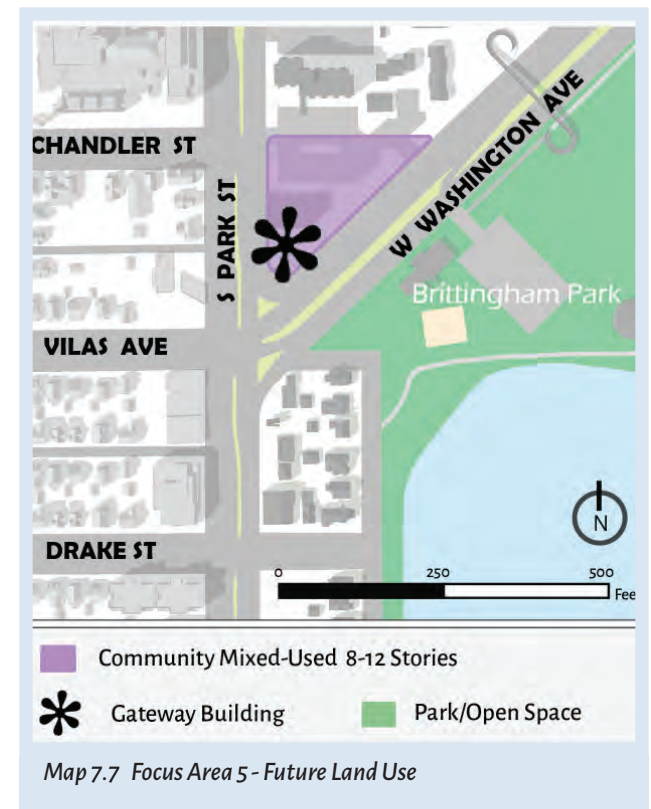 CHANDLER ST
S PARK ST
W WASHINGTON AVE
Brittingham Park
VILAS AVE
N
DRAKE ST
0 250 500
Fee
Community Mixed-Used 8-12 Stories
Gateway Building
Park/Open Space
Map 7.7 Focus Area 5 - Future Land Use